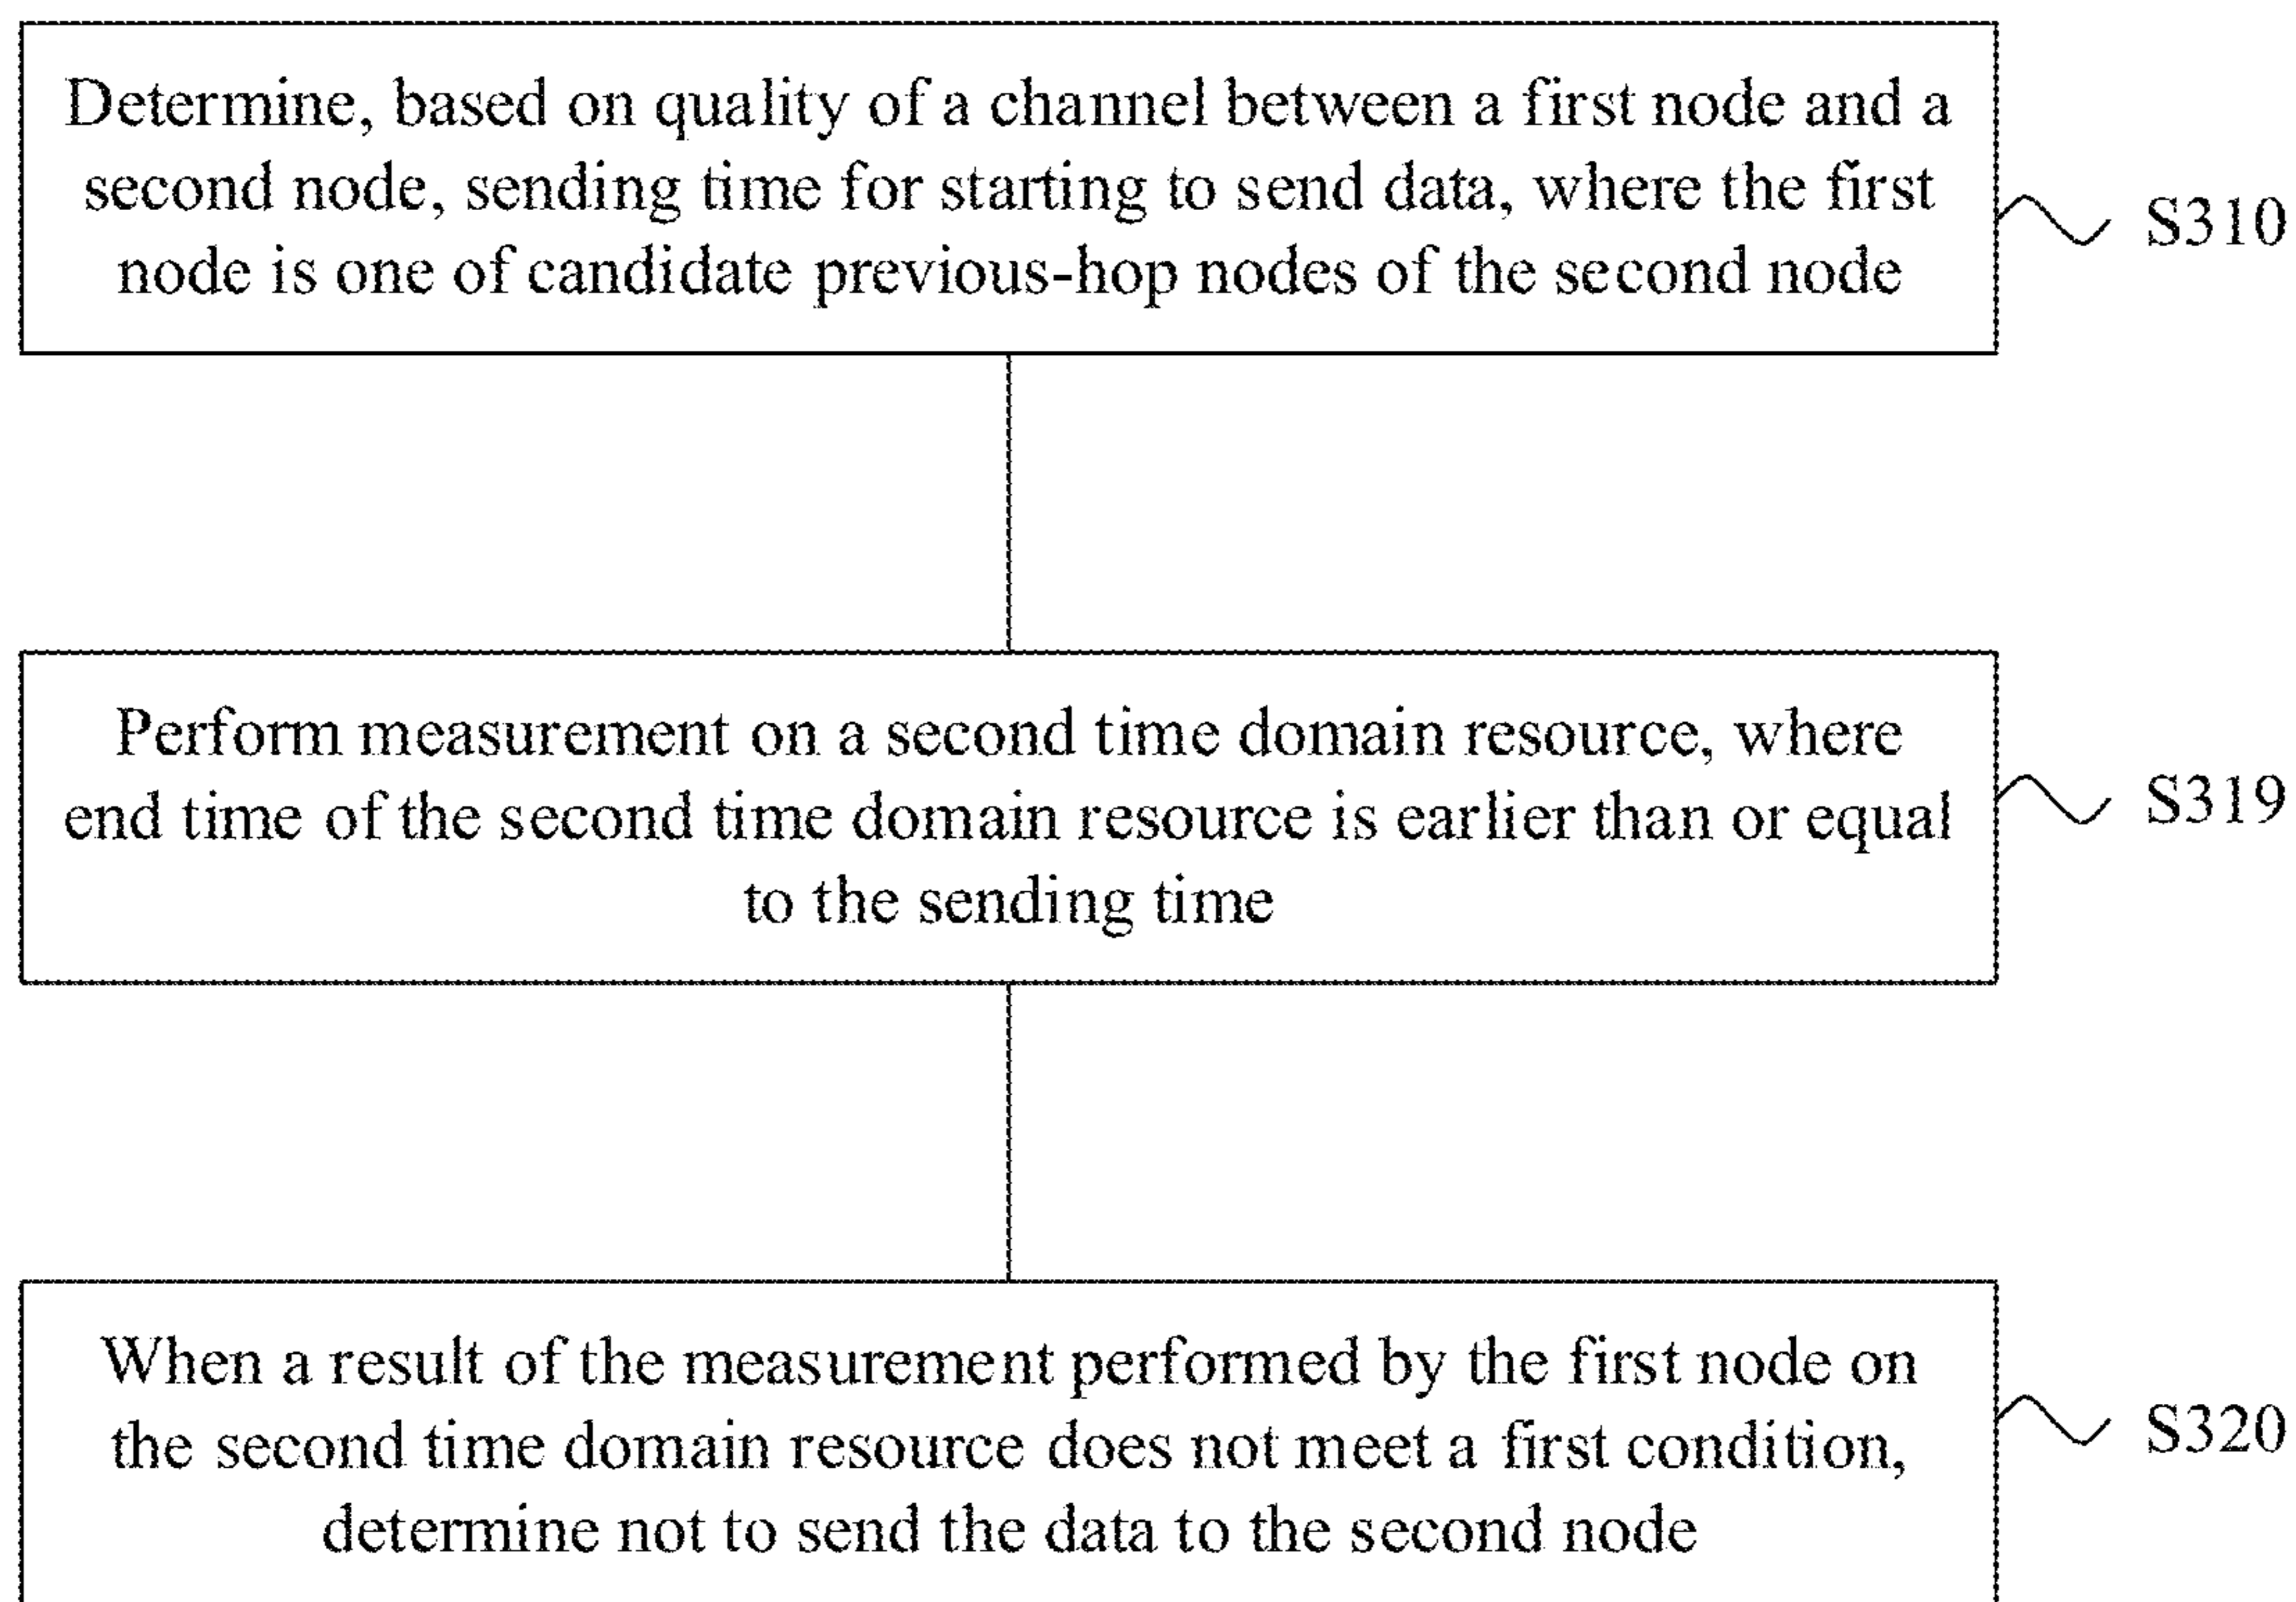 Determine, based on quality of a channel between a first node and a
second node, sending time for starting to send data, where the first
node is one of candidate previous-hop nodes of the second node
S310
Perform measurement on a second time domain resource, where
end time of the second time domain resource is earlier than or equal
to the sending time
S319
When a result of the measurement performed by the first node on
the second time domain resource does not meet a first condition,
determine not to send the data to the second node
S320